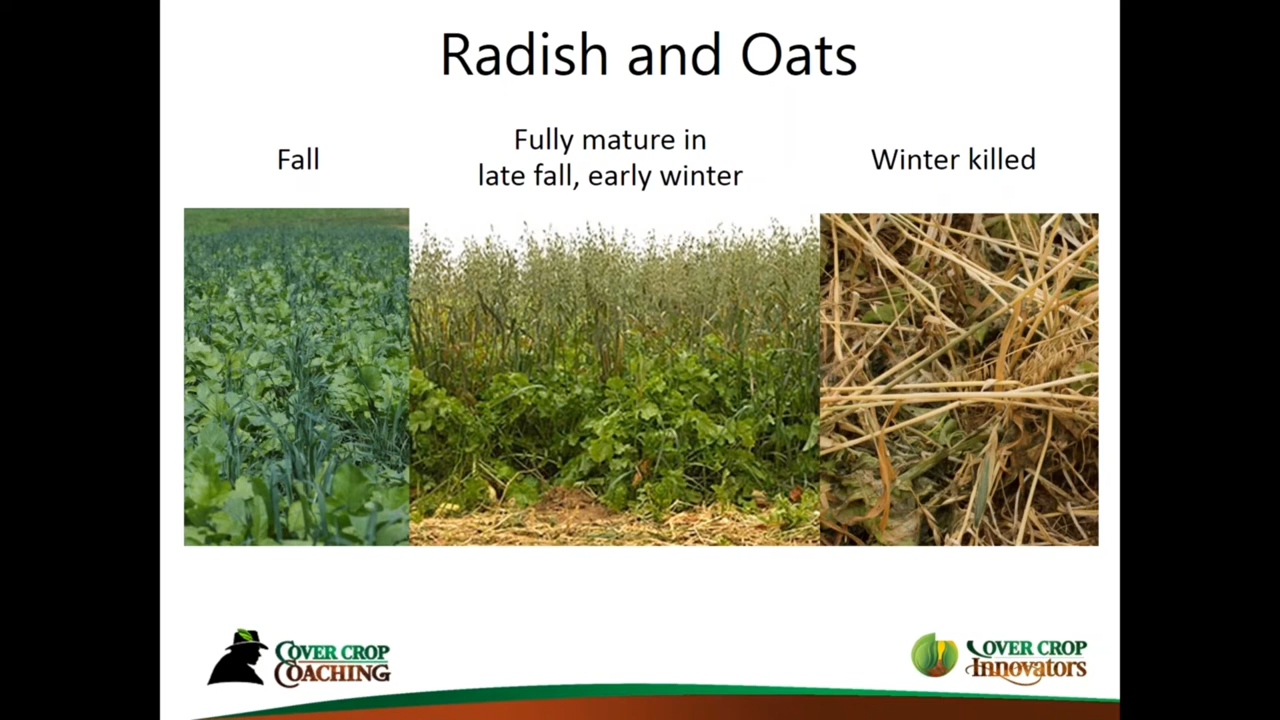 Radish and Oats
Fall
Fully mature in
late fall, early winter
Winter killed
COVER CROP
COACHING
COVER CROP
Innovators